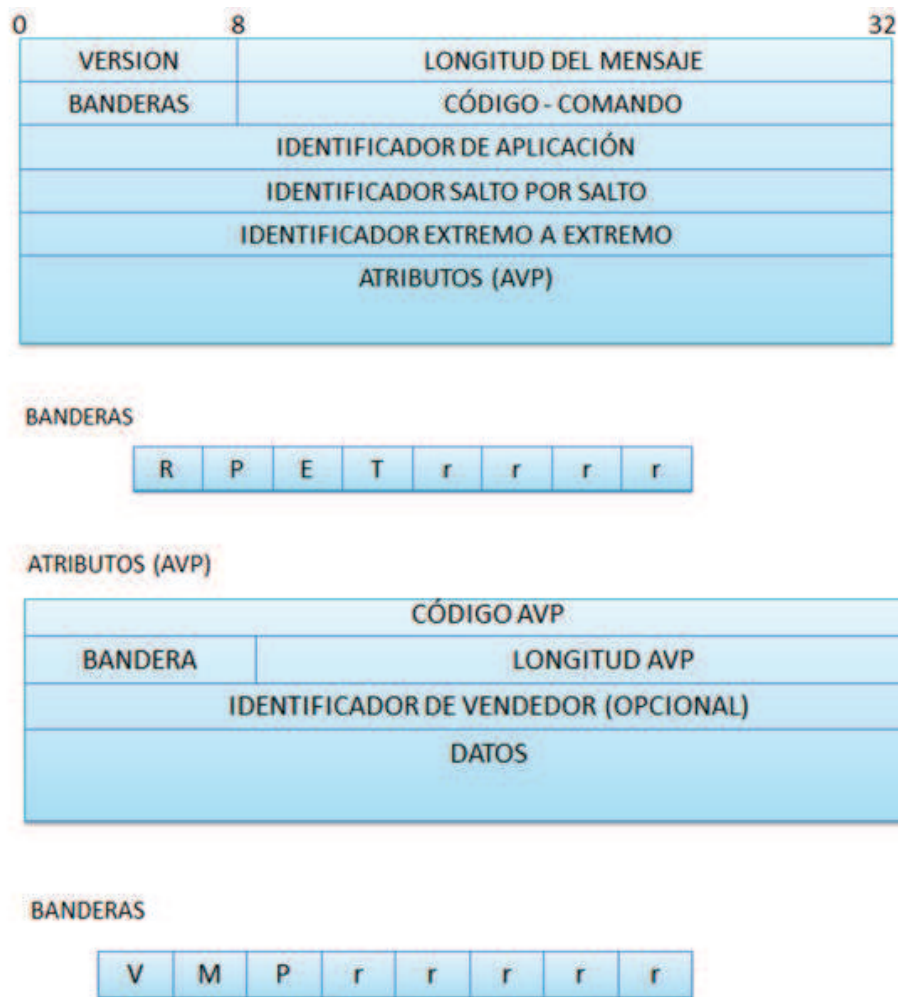 0 8 32
VERSION LONGITUD DEL MENSAJE
BANDERAS CÓDIGO - COMANDO
IDENTIFICADOR DE APLICACIÓN
IDENTIFICADOR SALTO POR SALTO
IDENTIFICADOR EXTREMO A EXTREMO
ATRIBUTOS (AVP)
BANDERAS
R P E T r r r r
ATRIBUTOS (AVP)
CÓDIGO AVP
BANDERA LONGITUD AVP
IDENTIFICADOR DE VENDEDOR (OPCIONAL)
DATOS
BANDERAS
V M P r r r r r